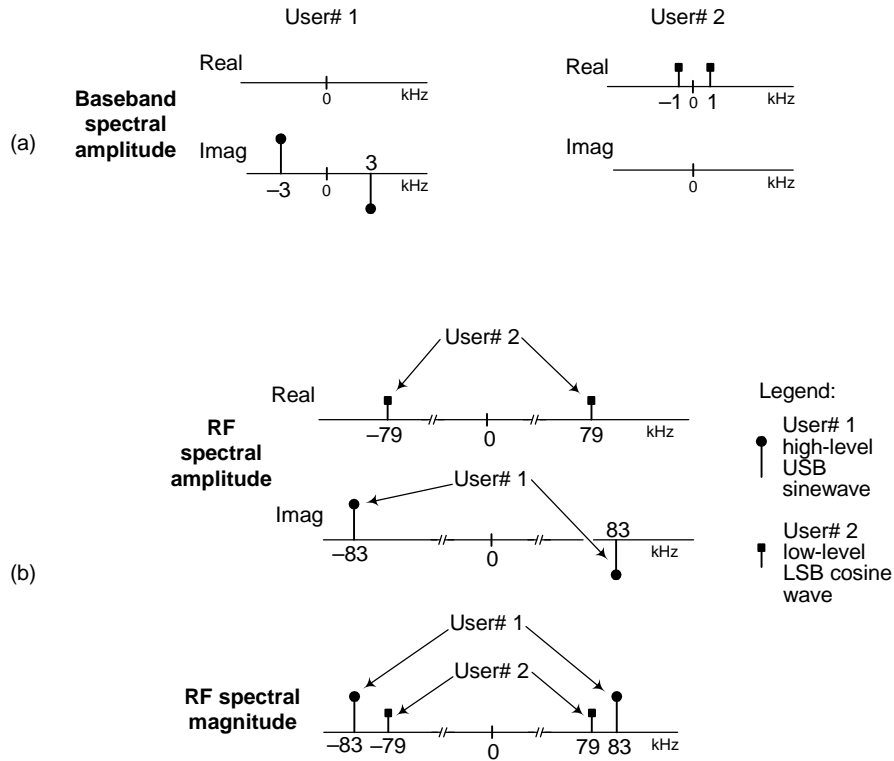 User# 1
User# 2
Real
0
kHz
Real
–1
0
1
kHz
Baseband
spectral
amplitude
(a)
Imag
–3
0
3
kHz
Imag
0
kHz
User# 2
Real
–79
0
79
kHz
RF
spectral
amplitude
User# 1
Imag
–83
0
83
kHz
(b)
User# 1
User# 2
RF spectral
magnitude
–83
–79
0
79
83
kHz
Legend:
User# 1
high-level
USB
sinewave
User# 2
low-level
LSB cosine
wave